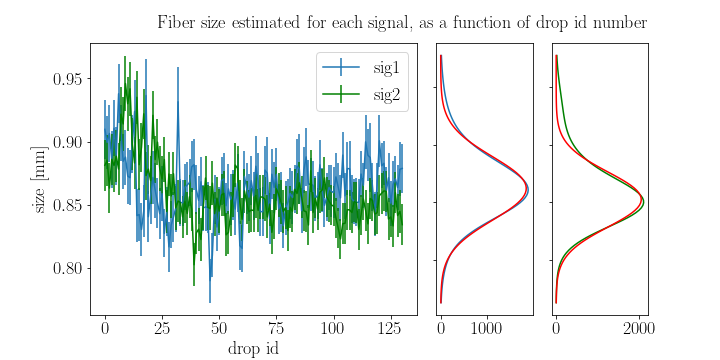 Fiber size estimated for each signal, as a function of drop id number
sig1
sig2
size [mm]
0.95
0.90
0.85
0.80
0 25 50 75 100 125
drop id
0 1000
0 2000